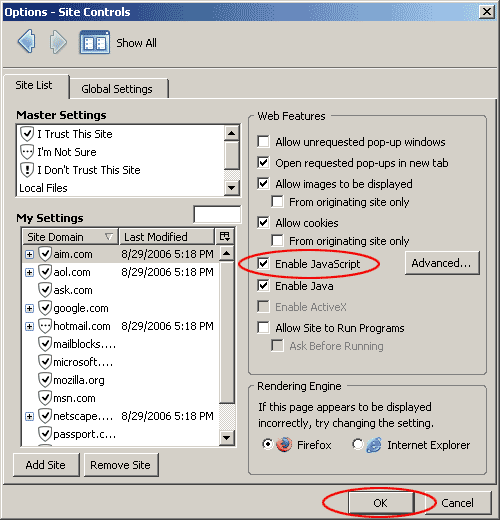 Options - Site Controls
Show All
Site List
Global Settings
Master Settings
I Trust This Site
I'm Not Sure
I Don't Trust This Site
Local Files
My Settings
Site Domain Last Modified
aim.com 8/29/2006 5:18 PM
aol.com 8/29/2006 5:18 PM
ask.com
google.com 8/29/2006 5:18 PM
hotmail.com 8/29/2006 5:18 PM
mailblocks....
microsoft....
mozilla.org
msn.com
netscape.... 8/29/2006 5:18 PM
passport.c...
Add Site
Remove Site
Web Features
Allow unrequested pop-up windows
Open requested pop-ups in new tab
Allow images to be displayed
From originating site only
Allow cookies
From originating site only
Enable JavaScript
Advanced...
Enable Java
Enable ActiveX
Allow Site to Run Programs
Ask Before Running
Rendering Engine
If this page appears to be displayed
incorrectly, try changing the setting.
Firefox
Internet Explorer
OK
Cancel